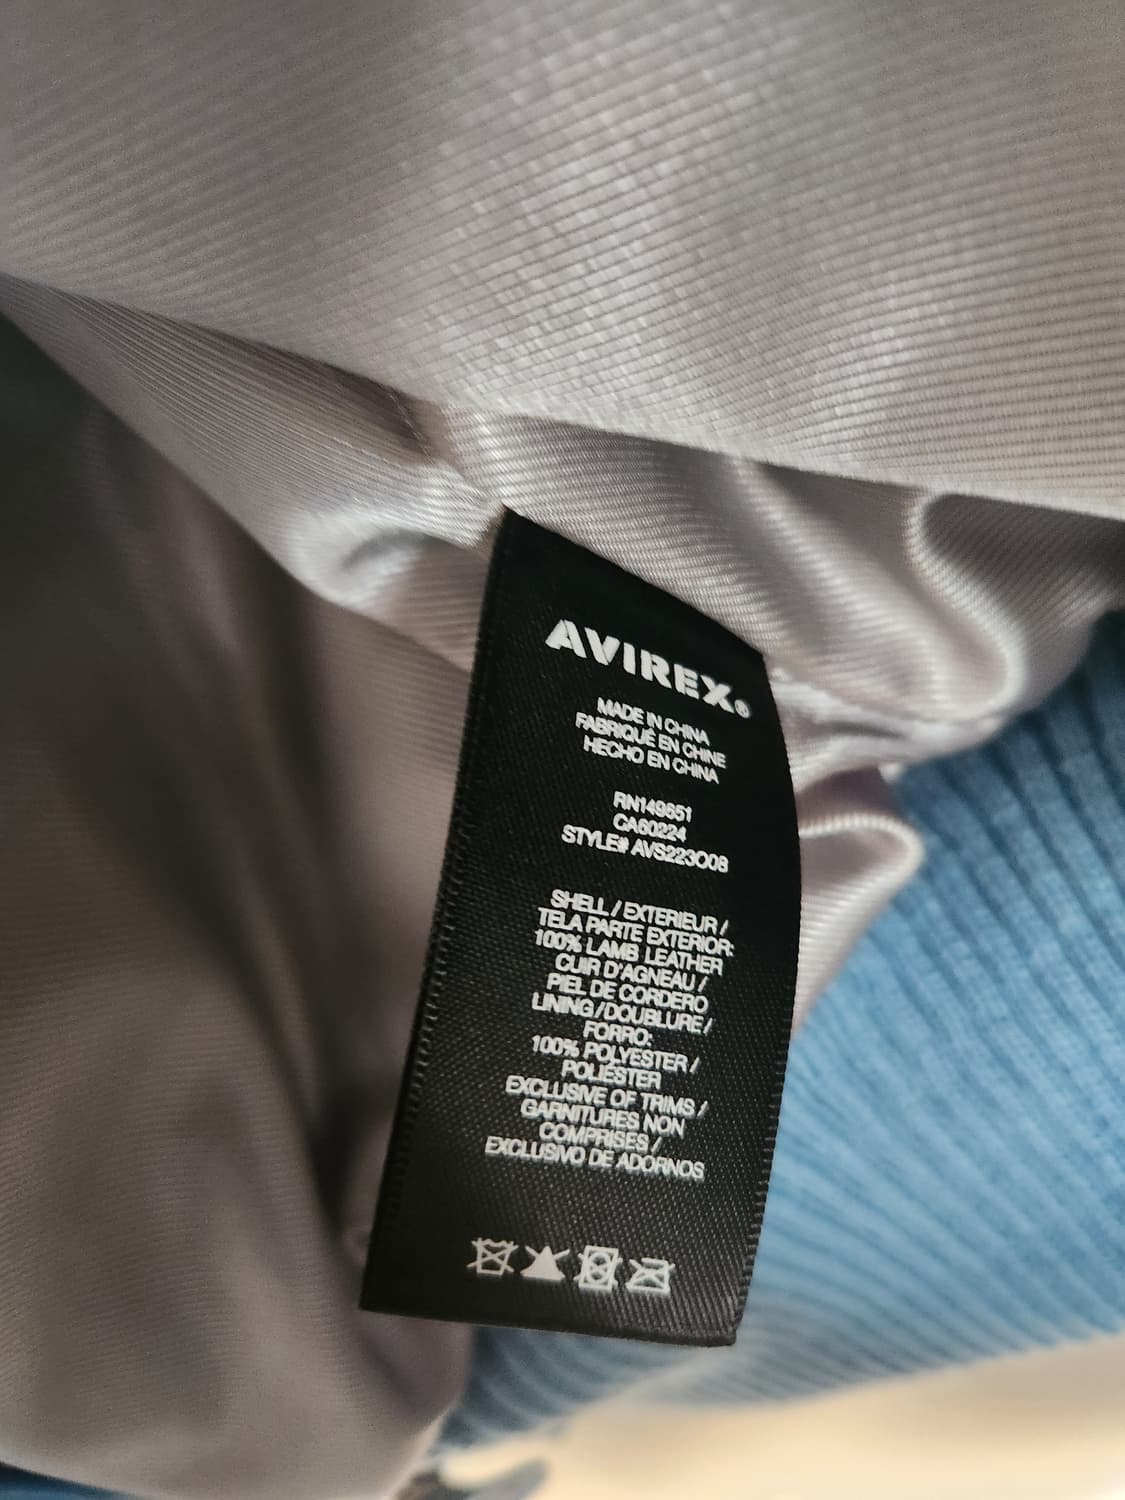 AVIREX®
MADE IN CHINA
FABRIQUÉ EN CHINE
HECHO EN CHINA
RN149651
CA60224
STYLE# AVS223O08
SHELL / EXTERIEUR /
TELA PARTE EXTERIOR:
100% LAMB LEATHER
CUIR D'AGNEAU /
PIEL DE CORDERO
LINING / DOUBLURE /
FORRO:
100% POLYESTER /
POLIÉSTER
EXCLUSIVE OF TRIMS /
GARNITURES NON
COMPRISES /
EXCLUSIVO DE ADORNOS